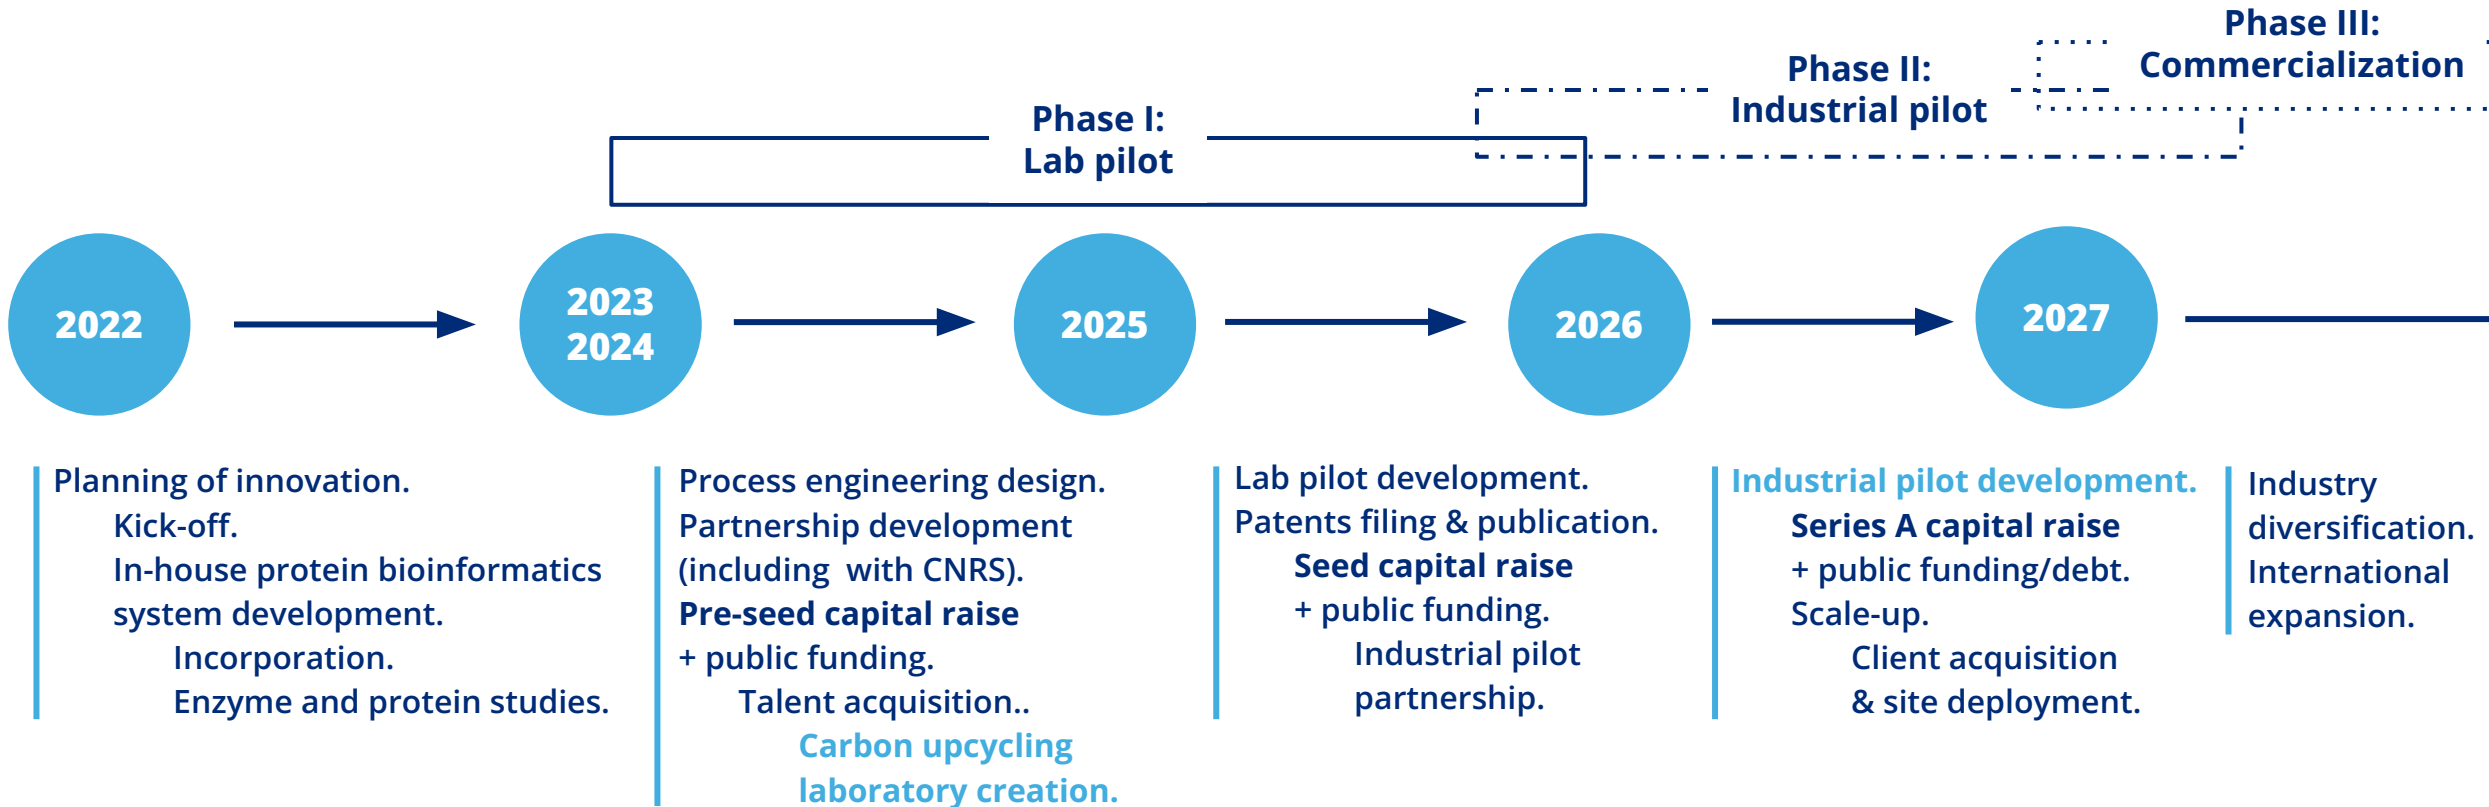 Phase I:
Lab pilot
Phase II:
Industrial pilot
Phase III:
Commercialization
2022
2023
2024
2025
2026
2027
Planning of innovation.
Kick-off.
In-house protein bioinformatics
system development.
Incorporation.
Enzyme and protein studies.
Process engineering design.
Partnership development
(including with CNRS).
Pre-seed capital raise
+ public funding.
Talent acquisition..
Carbon upcycling
laboratory creation.
Lab pilot development.
Patents filing & publication.
Seed capital raise
+ public funding.
Industrial pilot
partnership.
Industrial pilot development.
Series A capital raise
+ public funding/debt.
Scale-up.
Client acquisition
& site deployment.
Industry
diversification.
International
expansion.